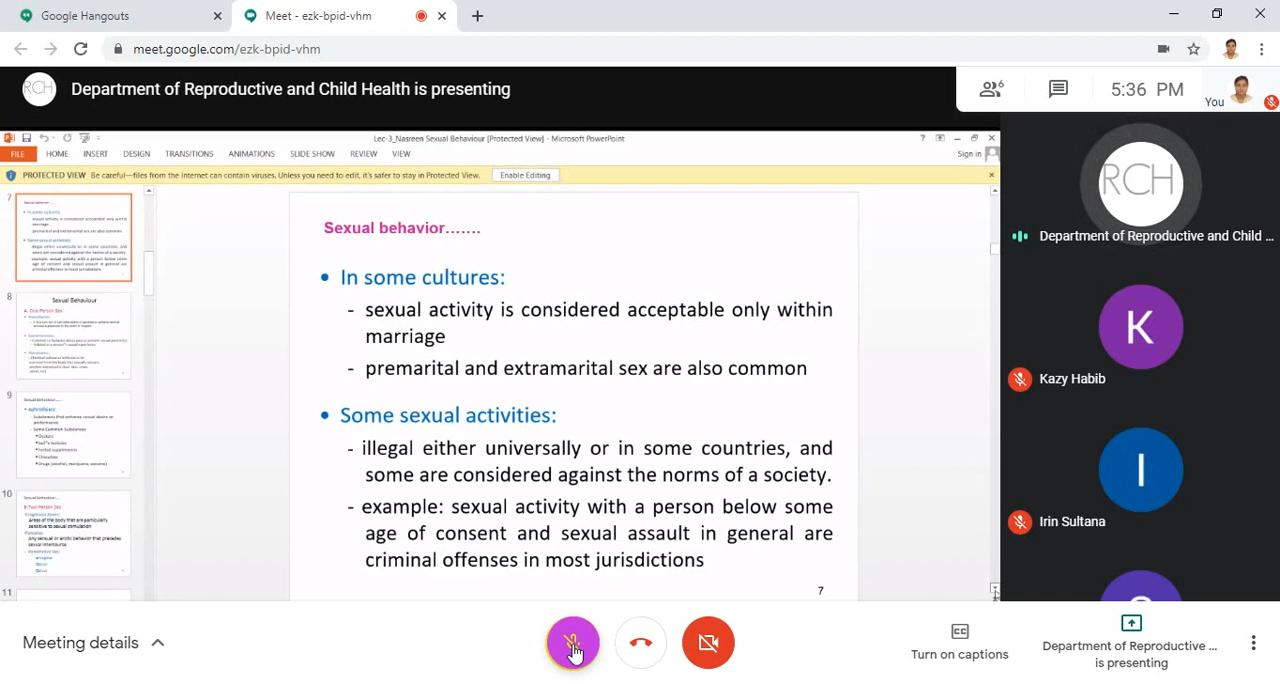 Google Hangouts
Meet - ezk-bpid-vhm
meet.google.com/ezk-bpid-vhm
RCH
Department of Reproductive and Child Health is presenting
6
5:36 PM
You
Lec-3_Nasreen Sexual Behaviour [Protected View] - Microsoft PowerPoint
FILE HOME INSERT DESIGN TRANSITIONS ANIMATIONS SLIDE SHOW REVIEW VIEW
Sign in
PROTECTED VIEW Be careful—files from the Internet can contain viruses. Unless you need to edit, it's safer to stay in Protected View. Enable Editing
7
8
Sexual Behaviour
9
10
11
Sexual behavior.......
• In some cultures:
- sexual activity is considered acceptable only within
marriage
- premarital and extramarital sex are also common
• Some sexual activities:
- illegal either universally or in some countries, and
some are considered against the norms of a society.
- example: sexual activity with a person below some
age of consent and sexual assault in general are
criminal offenses in most jurisdictions
7
RCH
Department of Reproductive and Child ...
K
Kazy Habib
I
Irin Sultana
Meeting details
Turn on captions
Department of Reproductive ...
is presenting